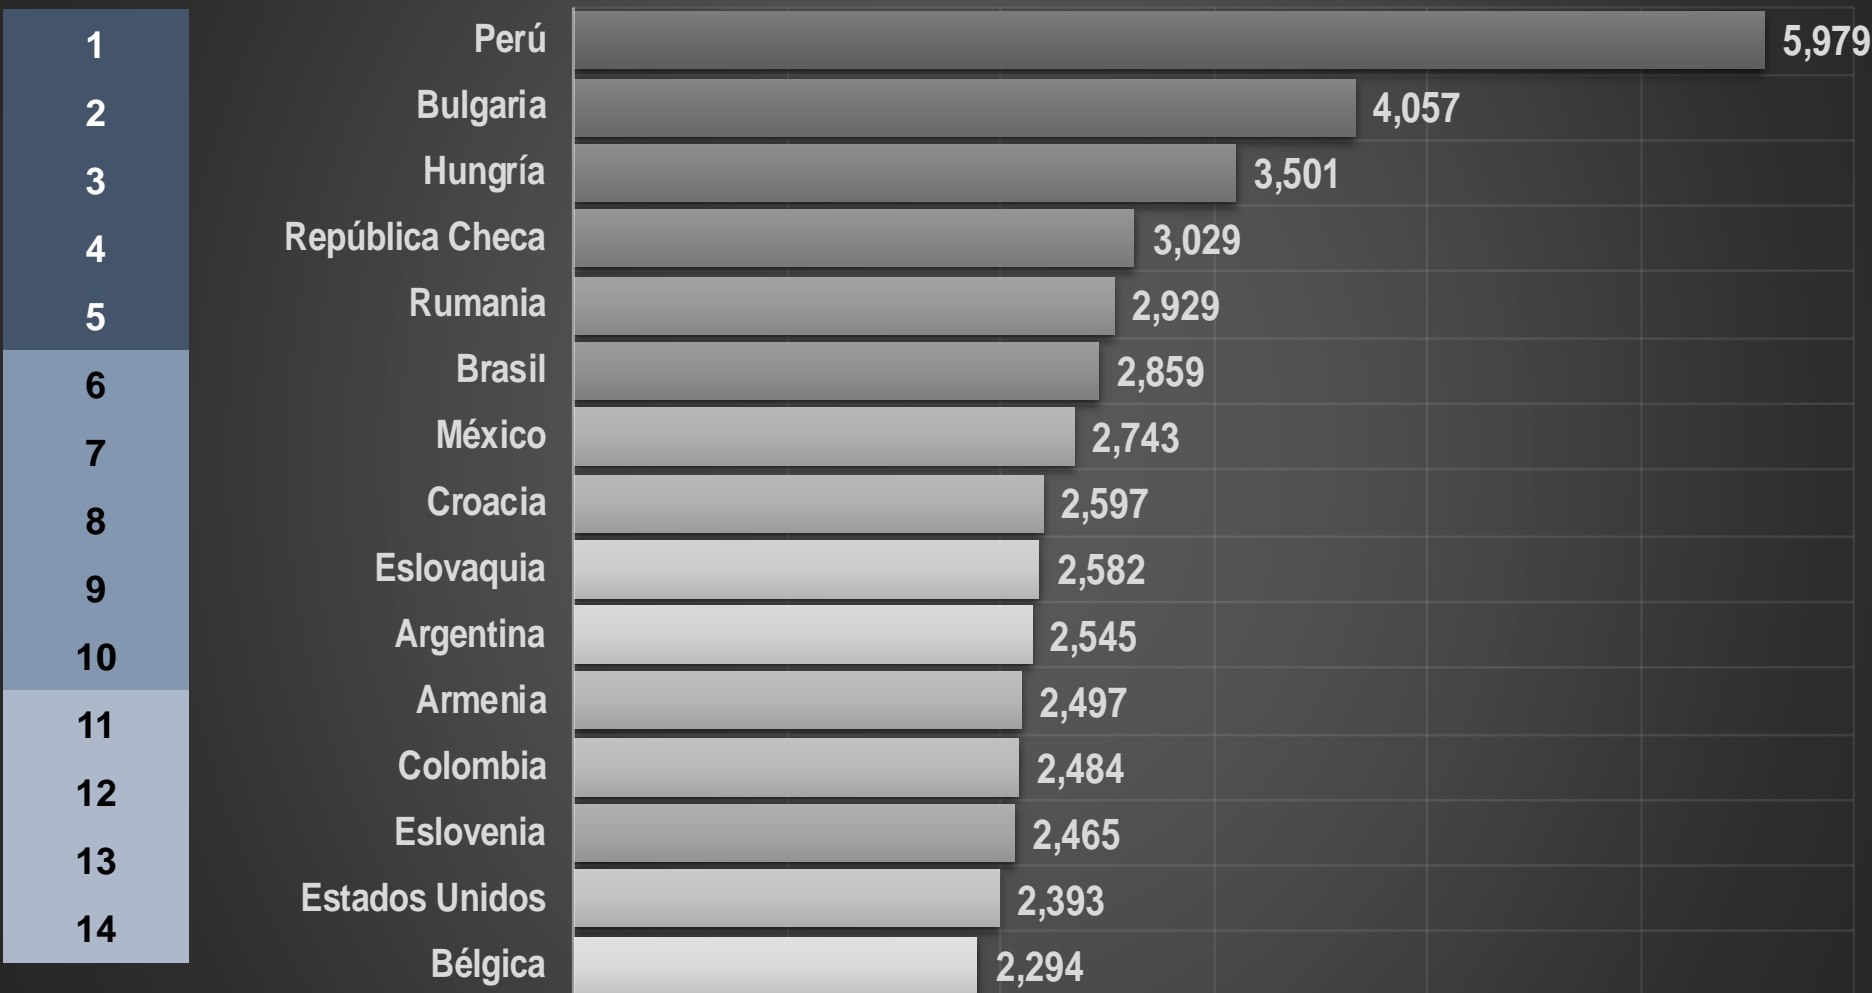 1 Perú 5,979
2 Bulgaria 4,057
3 Hungría 3,501
4 República Checa 3,029
5 Rumania 2,929
6 Brasil 2,859
7 México 2,743
8 Croacia 2,597
9 Eslovaquia 2,582
10 Argentina 2,545
11 Armenia 2,497
12 Colombia 2,484
13 Eslovenia 2,465
14 Estados Unidos 2,393
Bélgica 2,294